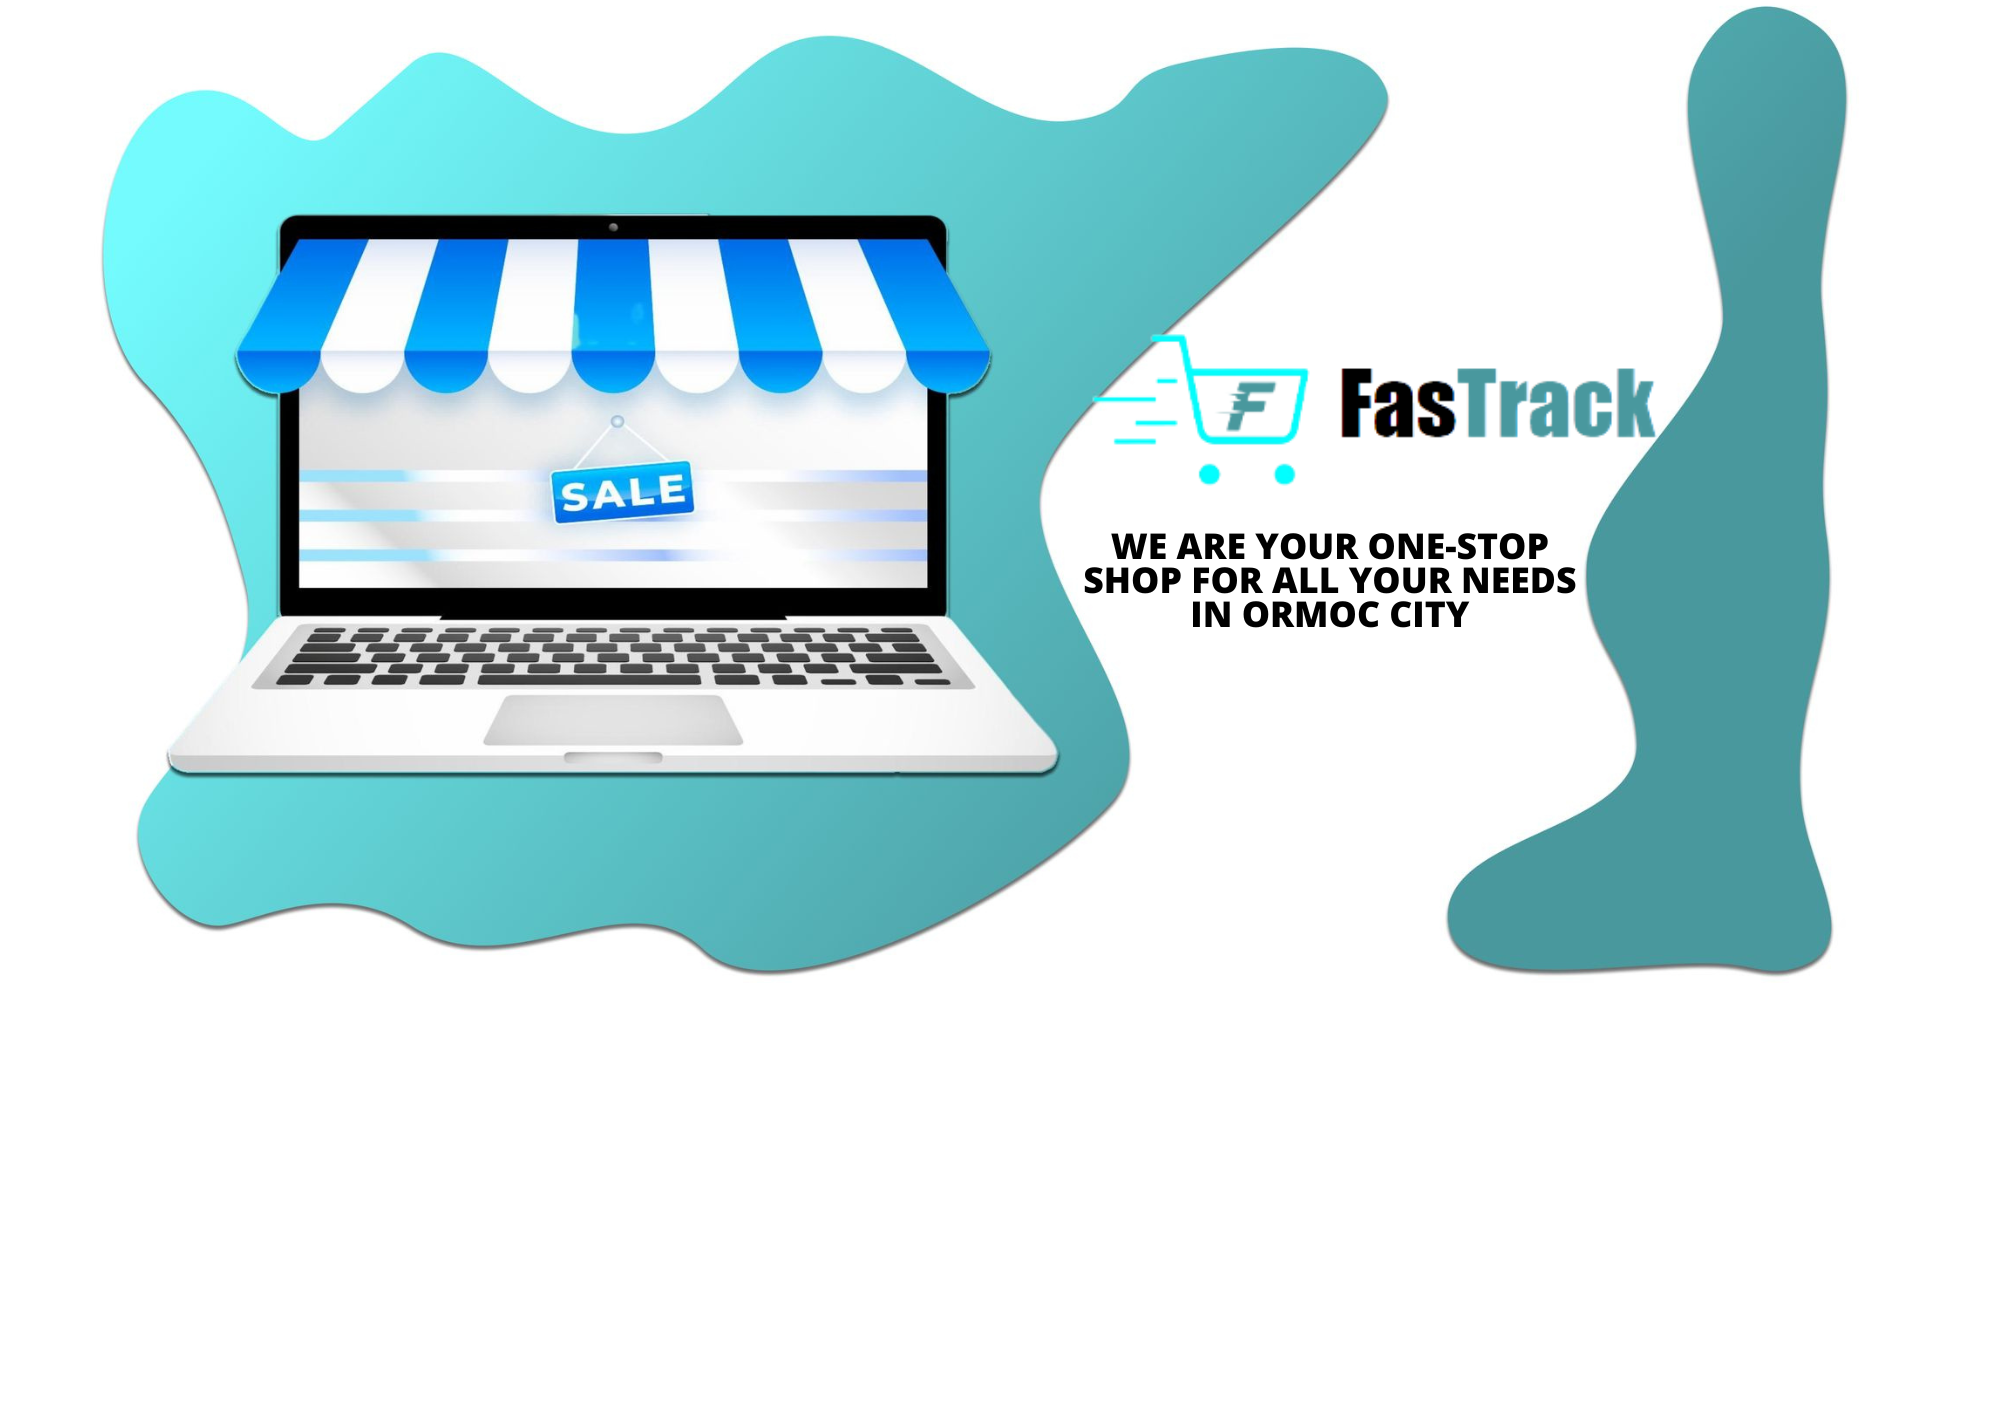 SALE
F
FasTrack
WE ARE YOUR ONE-STOP
SHOP FOR ALL YOUR NEEDS
IN ORMOC CITY